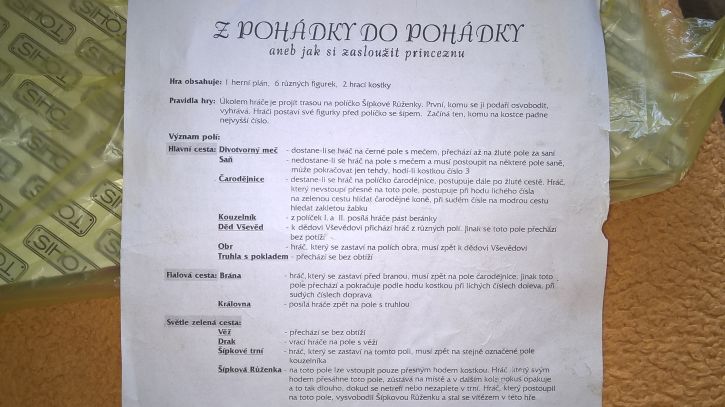 Z POHÁDKY DO POHÁDKY
aneb jak si zasloužit princeznu
Hra obsahuje: 1 herní plán, 6 různých figurek, 2 hrací kostky
Pravidla hry: Úkolem hráče je projít trasou na políčko Šípkové Růženky. První, komu se ji podaří osvobodit,
vyhrává. Hráči postaví své figurky před políčko se šípem. Začíná ten, komu na kostce padne
nejvyšší číslo.
Význam polí:
Hlavní cesta: Divotvorný meč - dostane-li se hráč na černé pole s mečem, přechází až na žluté pole za saní
Saň - nedostane-li se hráč na pole s mečem a musí postoupit na některé pole saně,
může pokračovat jen tehdy, hodí-li kostkou číslo 3
Čarodějnice - dostane-li se hráč na políčko čarodějnice, postupuje dále po žluté cestě. Hráč,
který nevstoupí přesně na toto pole, postupuje při hodu lichého čísla
na zelenou cestu hlídat čarodějné koně, při sudém čísle na modrou cestu
hledat zakletou žabku
Kouzelník - z políček I. a II. posílá hráče pást beránky
Děd Vševěd - k dědovi Vševědovi přichází hráč z různých polí. Jinak se toto pole přechází
bez potíží
Obr - hráč, který se zastaví na polích obra, musí zpět k dědovi Vševědovi
Truhla s pokladem - přechází se bez obtíží
Fialová cesta: Brána - hráč, který se zastaví před branou, musí zpět na pole čarodějnice, jinak toto
pole přechází a pokračuje podle hodu kostkou při lichých číslech doleva, při
sudých číslech doprava
Královna - posílá hráče zpět na pole s truhlou
Světle zelená cesta:
Věž - přechází se bez obtíží
Drak - vrací hráče na pole s věží
Šípkové trní - hráč, který se zastaví na tomto poli, musí zpět na stejně označené pole
kouzelníka
Šípková Růženka - na toto pole lze vstoupit pouze přesným hodem kostkou. Hráč, který svým
hodem přesáhne toto pole, zůstává na místě a v dalším kole pokus opakuje
a to tak dlouho, dokud se netrefí nebo nezaplete v trní. Hráč, který postoupil
na toto pole, vysvobodil Šípkovou Růženku a stal se vítězem v této hře
SIHOT